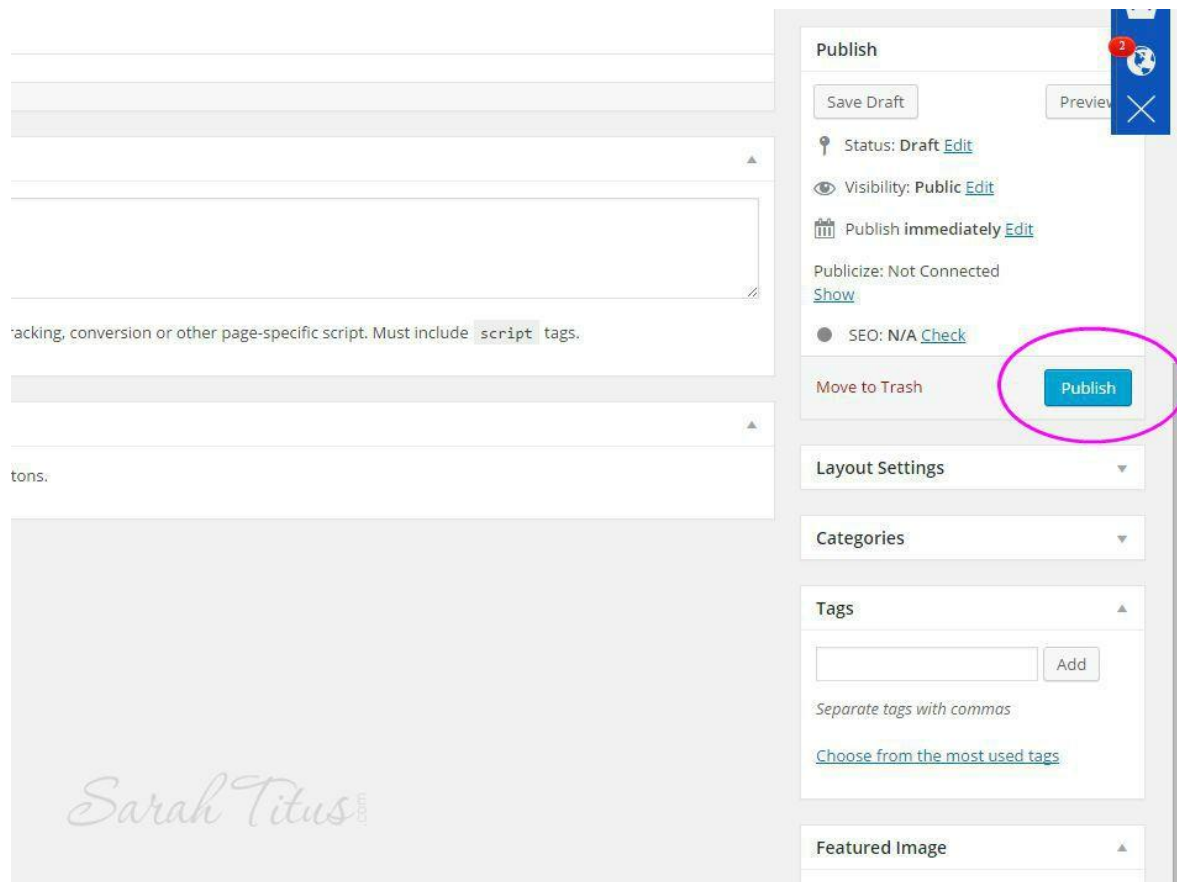 Publish
2
Save Draft
Preview
Status: Draft Edit
Visibility: Public Edit
Publish immediately Edit
Publicize: Not Connected
Show
racking, conversion or other page-specific script. Must include script tags.
SEO: N/A Check
Move to Trash
Publish
Layout Settings
tons.
Categories
Tags
Add
Separate tags with commas
Choose from the most used tags
Sarah Titus.com
Featured Image